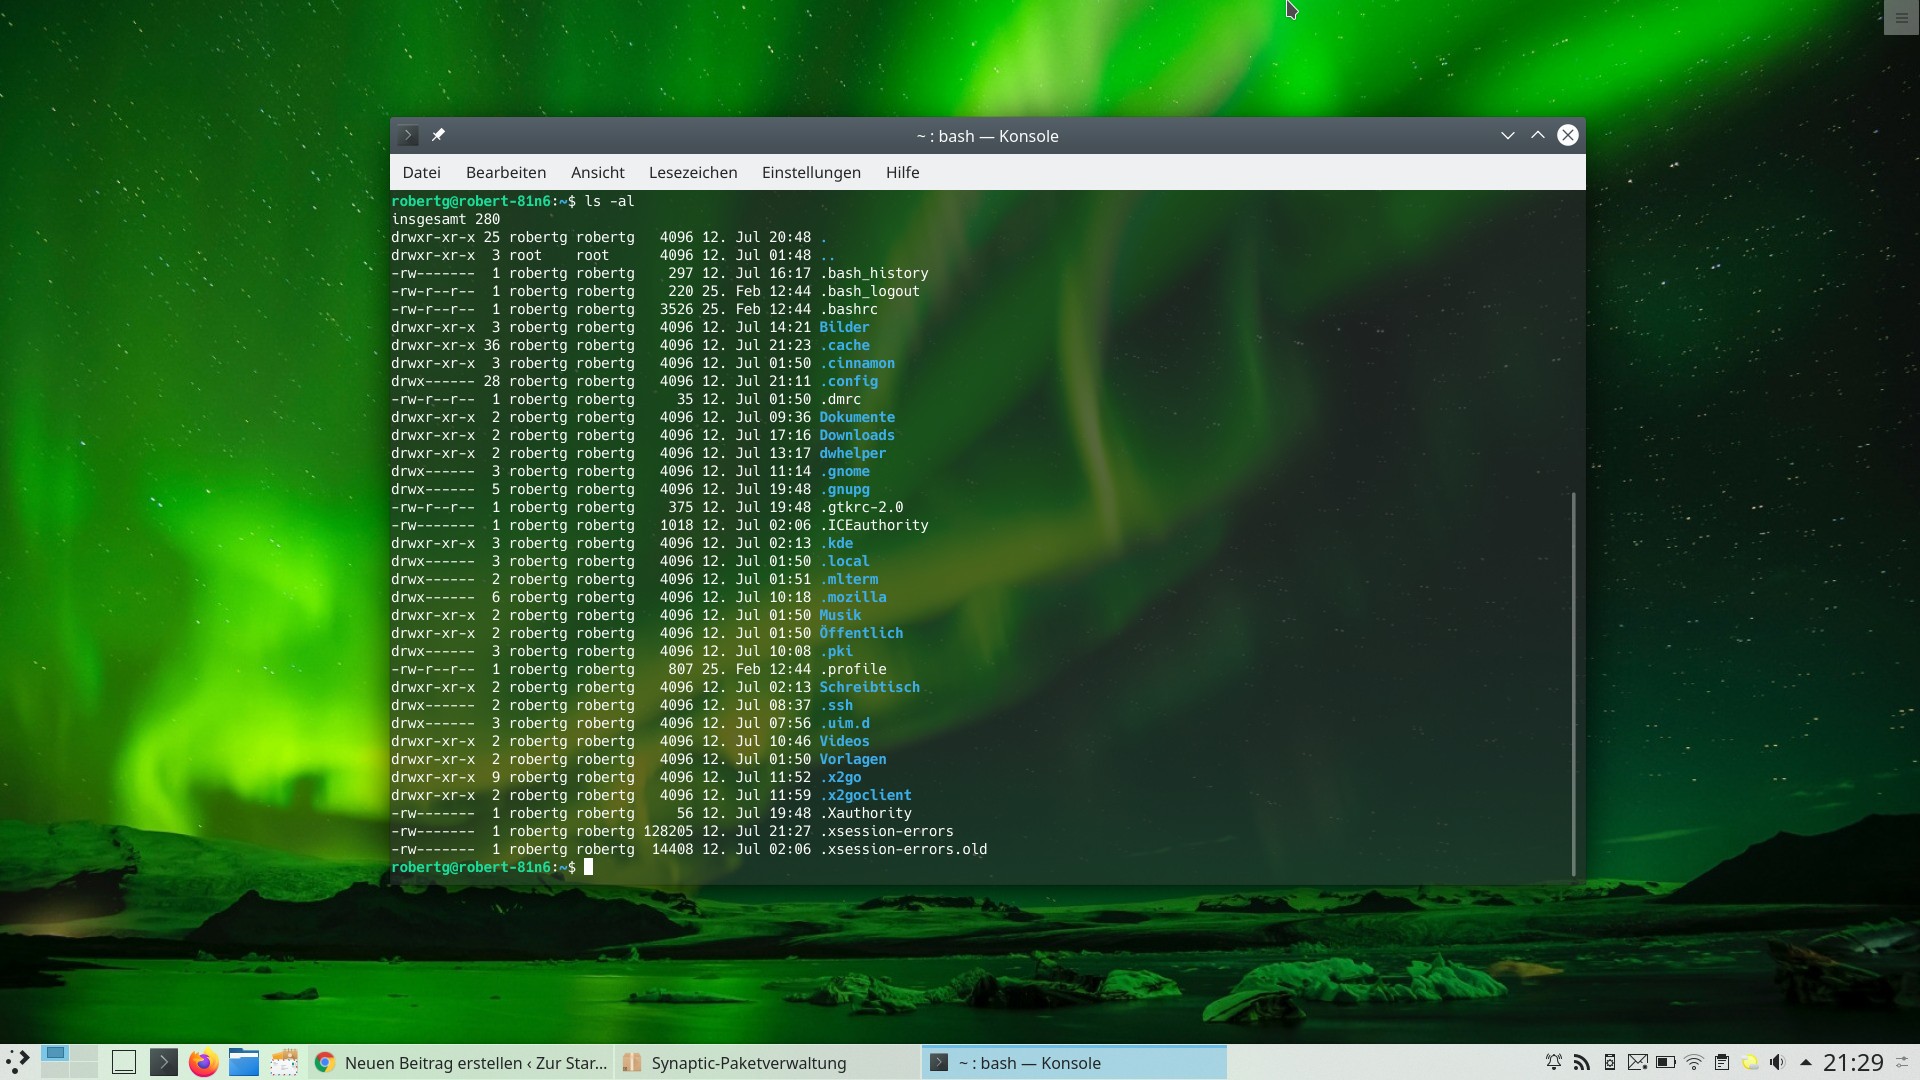 ~ : bash — Konsole
Datei Bearbeiten Ansicht Lesezeichen Einstellungen Hilfe
robertg@robert-81n6:~$ ls -al
insgesamt 280
drwxr-xr-x 25 robertg robertg   4096 12. Jul 20:48 .
drwxr-xr-x  3 root    root      4096 12. Jul 01:48 ..
-rw-------  1 robertg robertg    297 12. Jul 16:17 .bash_history
-rw-r--r--  1 robertg robertg    220 25. Feb 12:44 .bash_logout
-rw-r--r--  1 robertg robertg   3526 25. Feb 12:44 .bashrc
drwxr-xr-x  3 robertg robertg   4096 12. Jul 14:21 Bilder
drwxr-xr-x 36 robertg robertg   4096 12. Jul 21:23 .cache
drwxr-xr-x  3 robertg robertg   4096 12. Jul 01:50 .cinnamon
drwx------ 28 robertg robertg   4096 12. Jul 21:11 .config
-rw-r--r--  1 robertg robertg     35 12. Jul 01:50 .dmrc
drwxr-xr-x  2 robertg robertg   4096 12. Jul 09:36 Dokumente
drwxr-xr-x  2 robertg robertg   4096 12. Jul 17:16 Downloads
drwxr-xr-x  2 robertg robertg   4096 12. Jul 13:17 dwhelper
drwx------  3 robertg robertg   4096 12. Jul 11:14 .gnome
drwx------  5 robertg robertg   4096 12. Jul 19:48 .gnupg
-rw-r--r--  1 robertg robertg    375 12. Jul 19:48 .gtkrc-2.0
-rw-------  1 robertg robertg   1018 12. Jul 02:06 .ICEauthority
drwxr-xr-x  3 robertg robertg   4096 12. Jul 02:13 .kde
drwx------  3 robertg robertg   4096 12. Jul 01:50 .local
drwx------  2 robertg robertg   4096 12. Jul 01:51 .mlterm
drwx------  6 robertg robertg   4096 12. Jul 10:18 .mozilla
drwxr-xr-x  2 robertg robertg   4096 12. Jul 01:50 Musik
drwxr-xr-x  2 robertg robertg   4096 12. Jul 01:50 Öffentlich
drwx------  3 robertg robertg   4096 12. Jul 10:08 .pki
-rw-r--r--  1 robertg robertg    807 25. Feb 12:44 .profile
drwxr-xr-x  2 robertg robertg   4096 12. Jul 02:13 Schreibtisch
drwx------  2 robertg robertg   4096 12. Jul 08:37 .ssh
drwx------  3 robertg robertg   4096 12. Jul 07:56 .uim.d
drwxr-xr-x  2 robertg robertg   4096 12. Jul 10:46 Videos
drwxr-xr-x  2 robertg robertg   4096 12. Jul 01:50 Vorlagen
drwxr-xr-x  9 robertg robertg   4096 12. Jul 11:52 .x2go
drwxr-xr-x  2 robertg robertg   4096 12. Jul 11:59 .x2goclient
-rw-------  1 robertg robertg     56 12. Jul 19:48 .Xauthority
-rw-------  1 robertg robertg 128205 12. Jul 21:27 .xsession-errors
-rw-------  1 robertg robertg  14408 12. Jul 02:06 .xsession-errors.old
robertg@robert-81n6:~$
Neuen Beitrag erstellen ‹ Zur Star... Synaptic-Paketverwaltung ~ : bash — Konsole 21:29